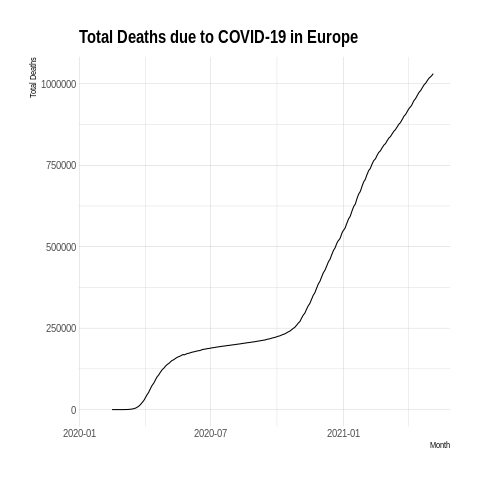 Total Deaths due to COVID-19 in Europe
Total Deaths
1000000
750000
500000
250000
0
2020-01
2020-07
2021-01
Month